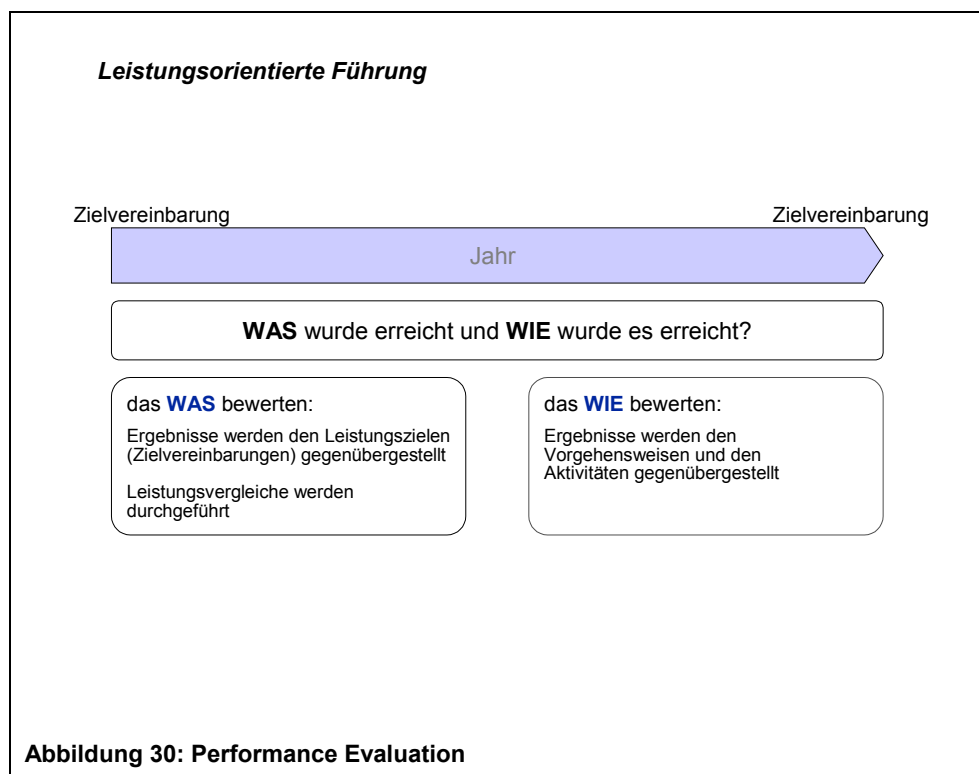 Leistungsorientierte Führung
Zielvereinbarung
Zielvereinbarung
Jahr
WAS wurde erreicht und WIE wurde es erreicht?
das WAS bewerten:
Ergebnisse werden den Leistungszielen
(Zielvereinbarungen) gegenübergestellt
Leistungsvergleiche werden
durchgeführt
das WIE bewerten:
Ergebnisse werden den
Vorgehensweisen und den
Aktivitäten gegenübergestellt
Abbildung 30: Performance Evaluation